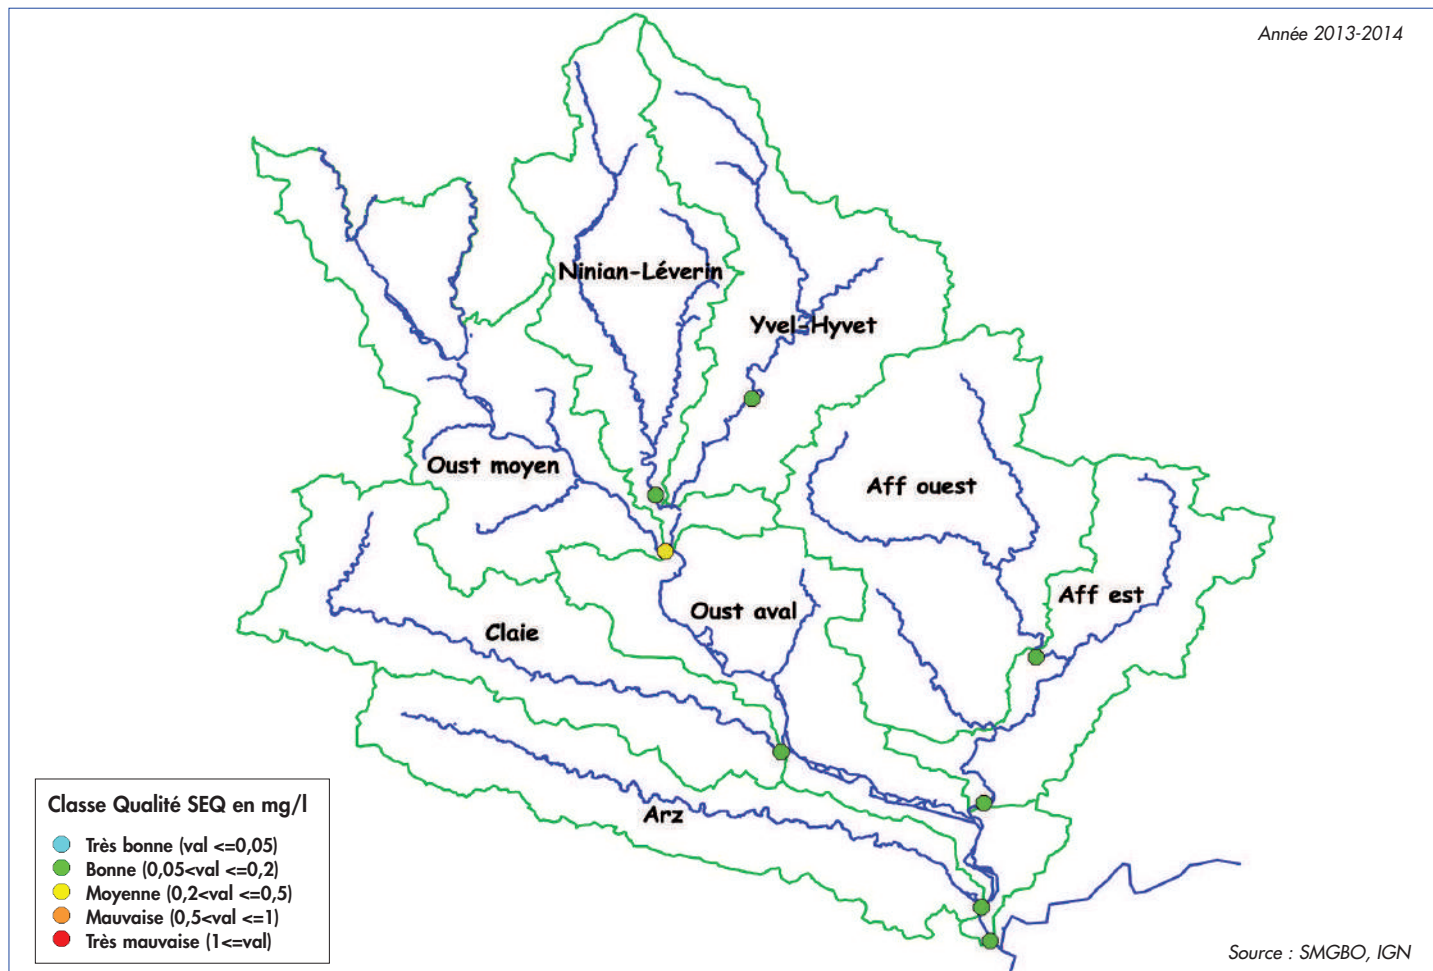 Année 2013-2014
Ninian-Léverin
Yvel-Hyvet
Oust moyen
Aff ouest
Aff est
Oust aval
Claie
Arz
Classe Qualité SEQ en mg/l
Très bonne (val <=0,05)
Bonne (0,05<val <=0,2)
Moyenne (0,2<val <=0,5)
Mauvaise (0,5<val <=1)
Très mauvaise (1<=val)
Source : SMGBO, IGN